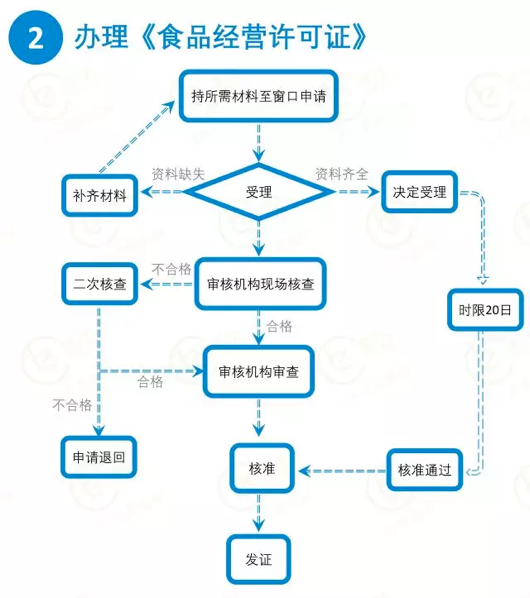 2 办理《食品经营许可证》
持所需材料至窗口申请
资料缺失
资料齐全
补齐材料
受理
决定受理
不合格
二次核查
审核机构现场核查
时限20日
合格
审核机构审查
合格
不合格
申请退回
核准
核准通过
发证